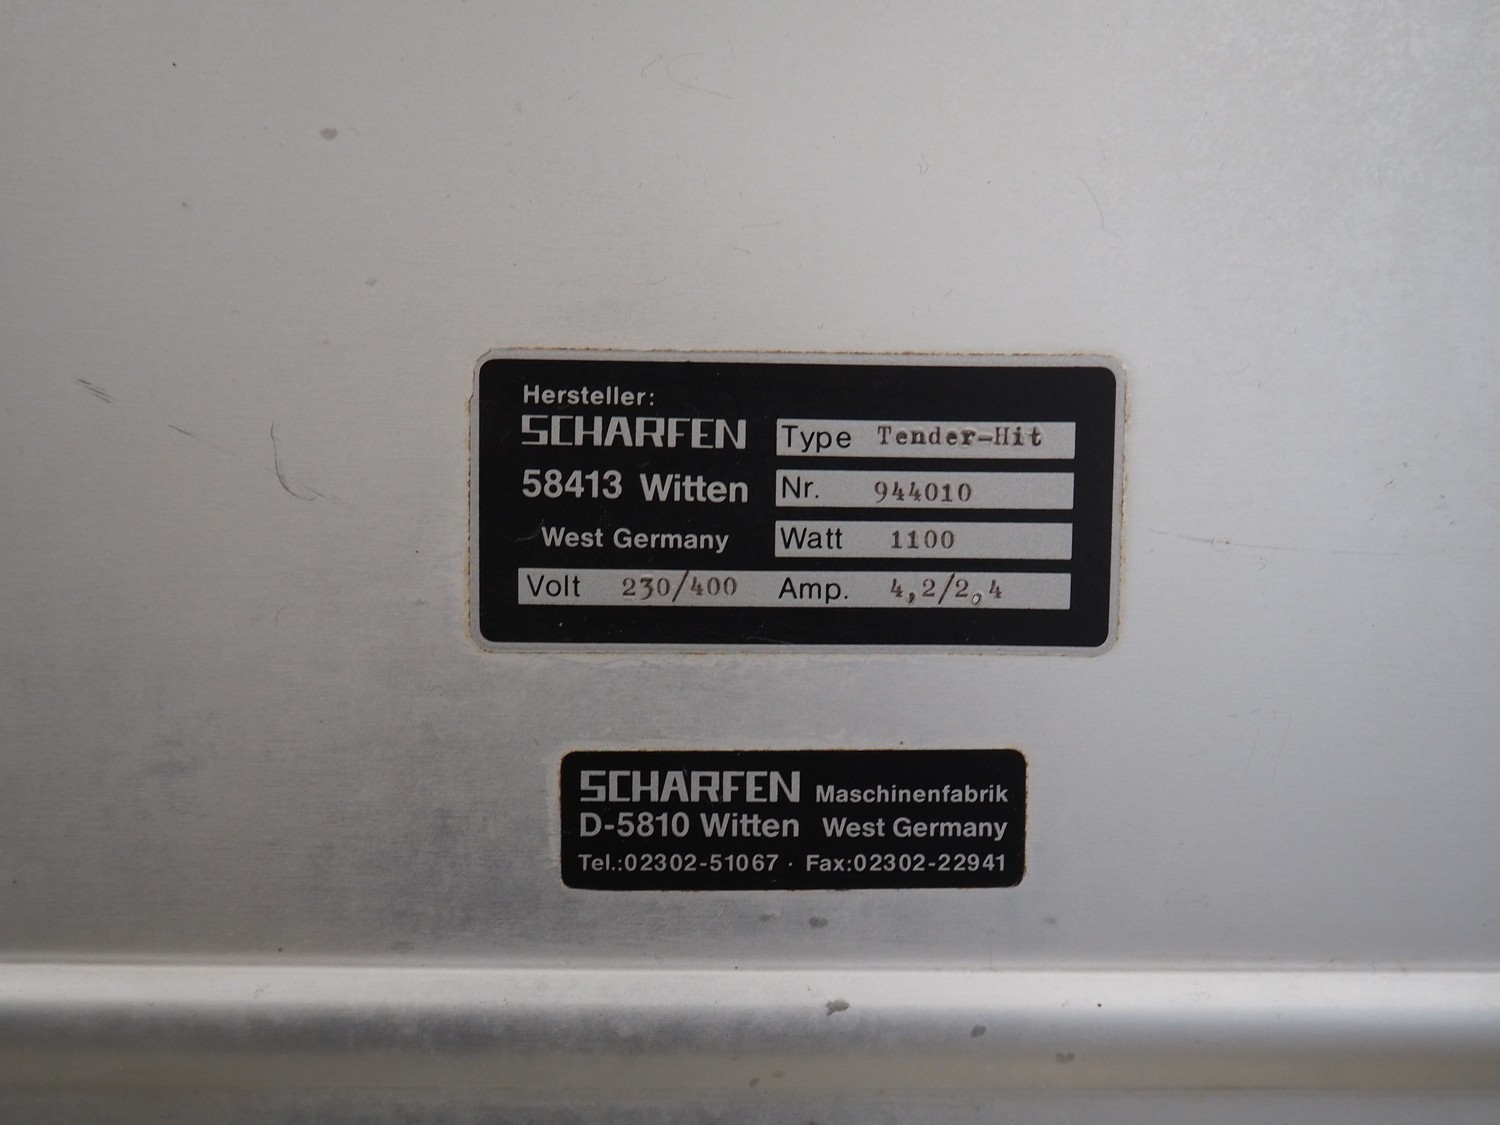 Hersteller:
SCHARFEN
Type Tender-Hit
58413 Witten
Nr. 944010
West Germany
Watt 1100
Volt 230/400 Amp. 4,2/2,4
SCHARFEN Maschinenfabrik
D-5810 Witten West Germany
Tel.:02302-51067 · Fax:02302-22941